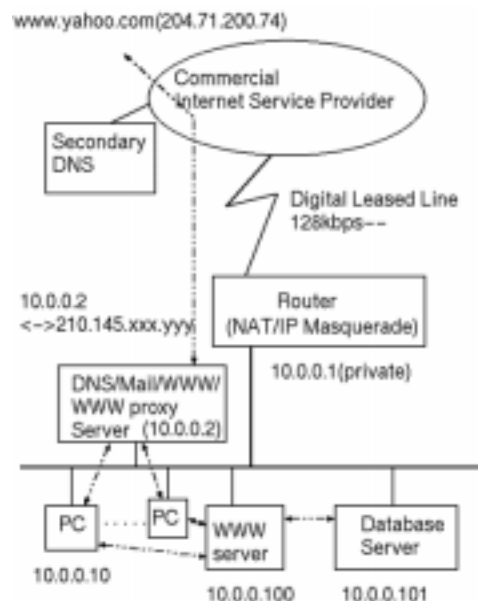 www.yahoo.com(204.71.200.74)
Commercial
Internet Service Provider
Secondary
DNS
Digital Leased Line
128kbps--
10.0.0.2
<->210.145.xxx.yyy
Router
(NAT/IP Masquerade)
10.0.0.1(private)
DNS/Mail/WWW/
WWW proxy
Server (10.0.0.2)
PC
PC
WWW
server
Database
Server
10.0.0.10
10.0.0.100
10.0.0.101